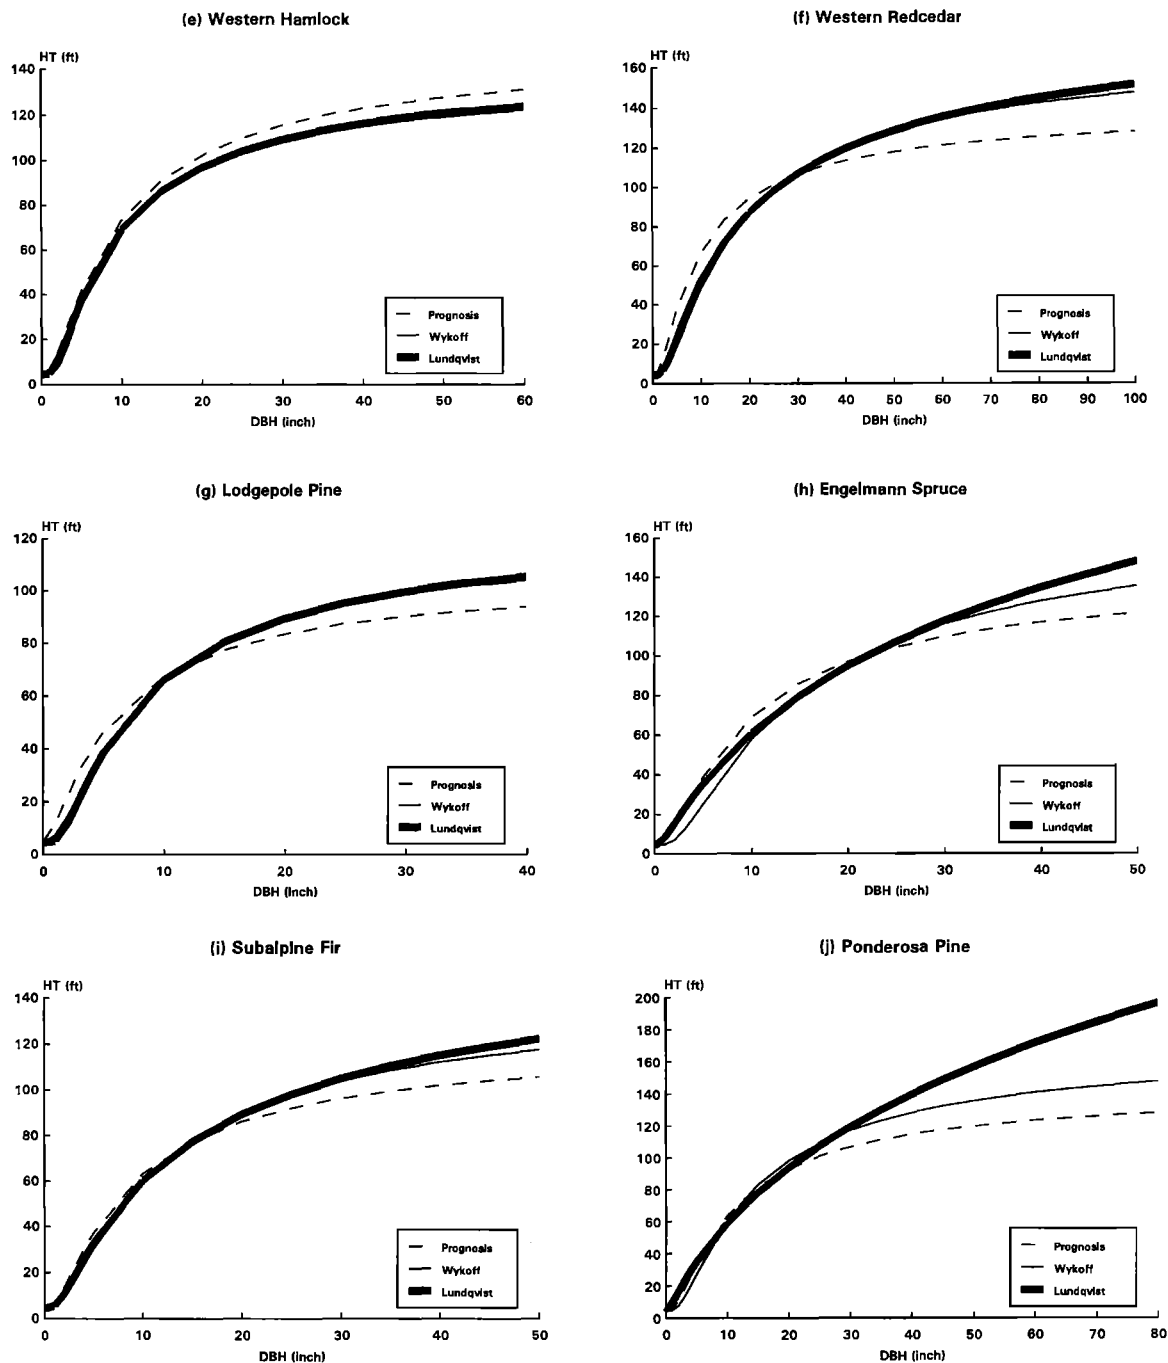 (e) Western Hamlock
HT (ft)
140
120
100
80
60
40
20
0
0 10 20 30 40 50 60
DBH (inch)
Prognosis
Wykoff
Lundqvist
(f) Western Redcedar
HT (ft)
160
140
120
100
80
60
40
20
0
0 10 20 30 40 50 60 70 80 90 100
DBH (inch)
Prognosis
Wykoff
Lundqvist
(g) Lodgepole Pine
HT (ft)
120
100
80
60
40
20
0
0 10 20 30 40
DBH (inch)
Prognosis
Wykoff
Lundqvist
(h) Engelmann Spruce
HT (ft)
160
140
120
100
80
60
40
20
0
0 10 20 30 40 50
DBH (inch)
Prognosis
Wykoff
Lundqvist
(i) Subalpine Fir
HT (ft)
140
120
100
80
60
40
20
0
0 10 20 30 40 50
DBH (inch)
Prognosis
Wykoff
Lundqvist
(j) Ponderosa Pine
HT (ft)
200
180
160
140
120
100
80
60
40
20
0
0 10 20 30 40 50 60 70 80
DBH (inch)
Prognosis
Wykoff
Lundqvist